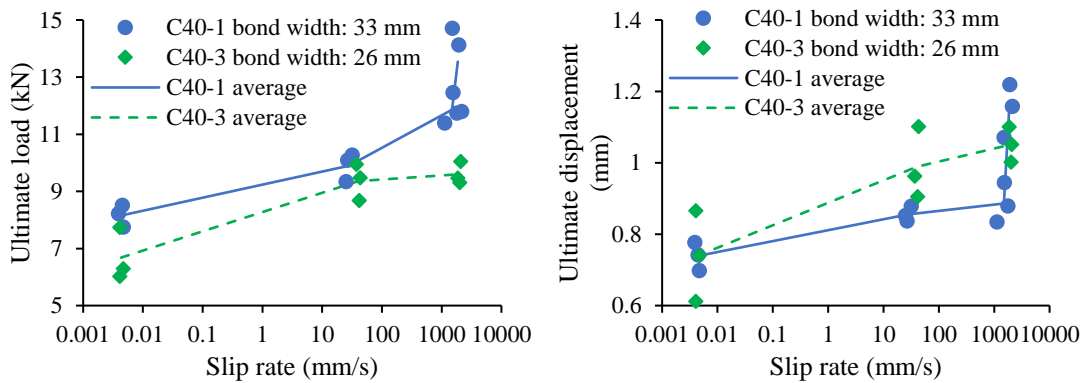 C40-1 bond width: 33 mm
C40-3 bond width: 26 mm
C40-1 average
C40-3 average
Ultimate load (kN)
15
13
11
9
7
5
0.001 0.01 0.1 1 10 100 1000 10000
Slip rate (mm/s)
C40-1 bond width: 33 mm
C40-3 bond width: 26 mm
C40-1 average
C40-3 average
Ultimate displacement
(mm)
1.4
1.2
1
0.8
0.6
0.001 0.01 0.1 1 10 100 1000 10000
Slip rate (mm/s)